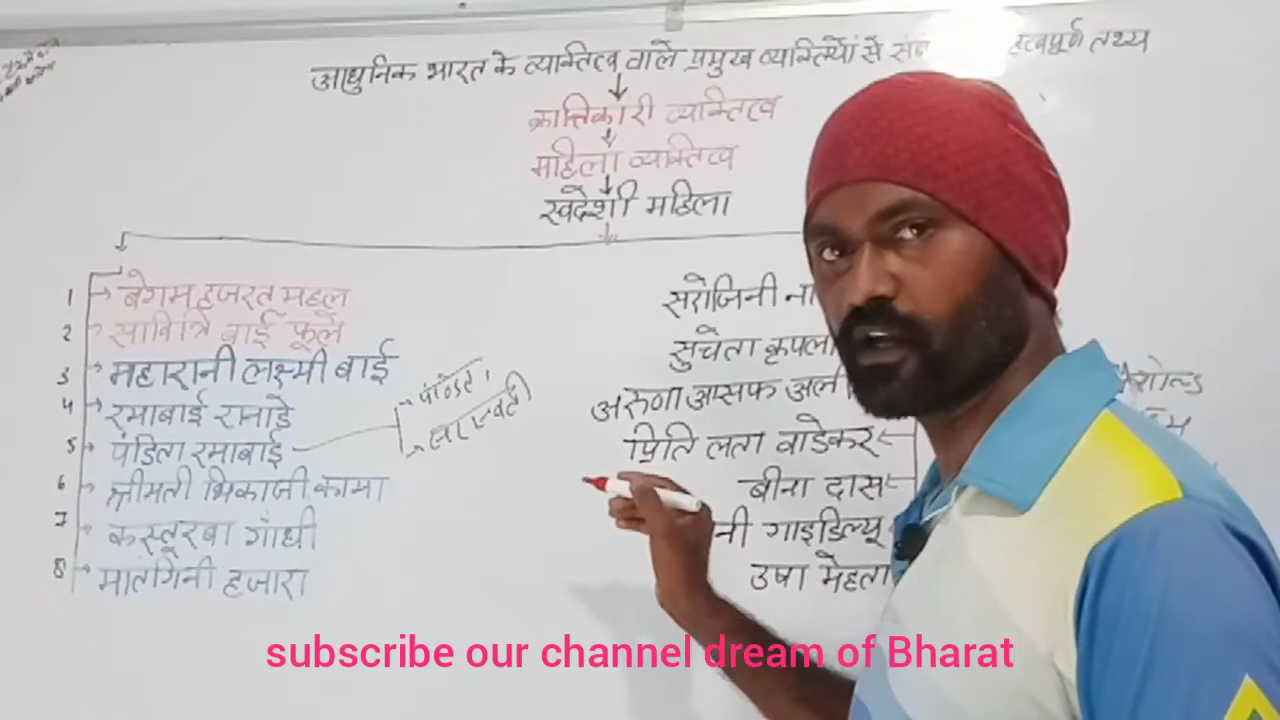 आधुनिक भारत के व्यक्तित्व वाले प्रमुख व्यक्तियों से
क्रान्तिकारी व्यक्तित्व
महिला व्यक्तित्व
स्वदेशी महिला
1 बेगम हजरत महल
2 सावित्रि बाई फूले
3 महारानी लक्ष्मी बाई
4 रमाबाई रानाडे
5 पंडिता रमाबाई
6 श्रीमती भिकाजी कामा
7 कस्तूरबा गाँधी
8 मातंगिनी हजारा
सरोजिनी ना
सुचेता कृपला
अरुणा आसफ अली
प्रिति लता वाडेकर
बीना दास
नी गाइडिल्यू
उषा मेहता
subscribe our channel dream of Bharat